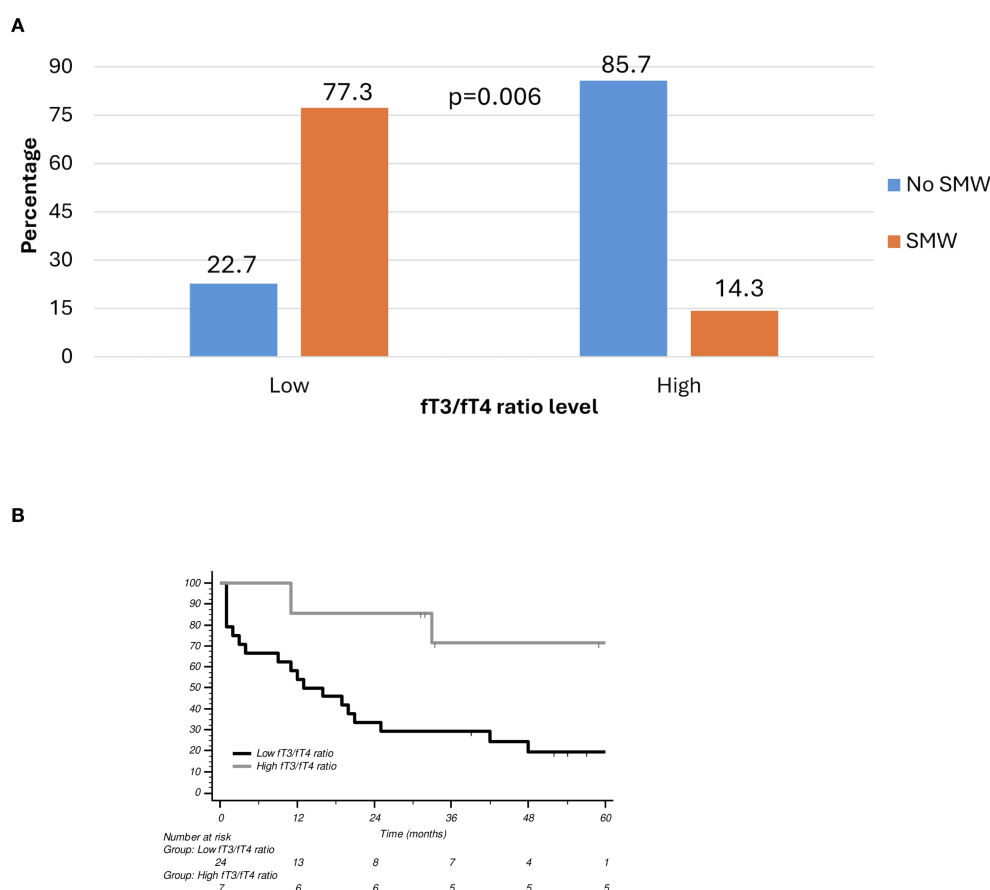 A
90
75
60
45
30
15
0
Percentage
22.7
77.3
p=0.006
85.7
14.3
No SMW
SMW
Low
High
fT3/fT4 ratio level
B
100
90
80
70
60
50
40
30
20
10
0
Low fT3/fT4 ratio
High fT3/fT4 ratio
0 12 24 36 48 60
Time (months)
Number at risk
Group: Low fT3/fT4 ratio
24 13 8 7 4 1
Group: High fT3/fT4 ratio
7 6 6 5 5 5